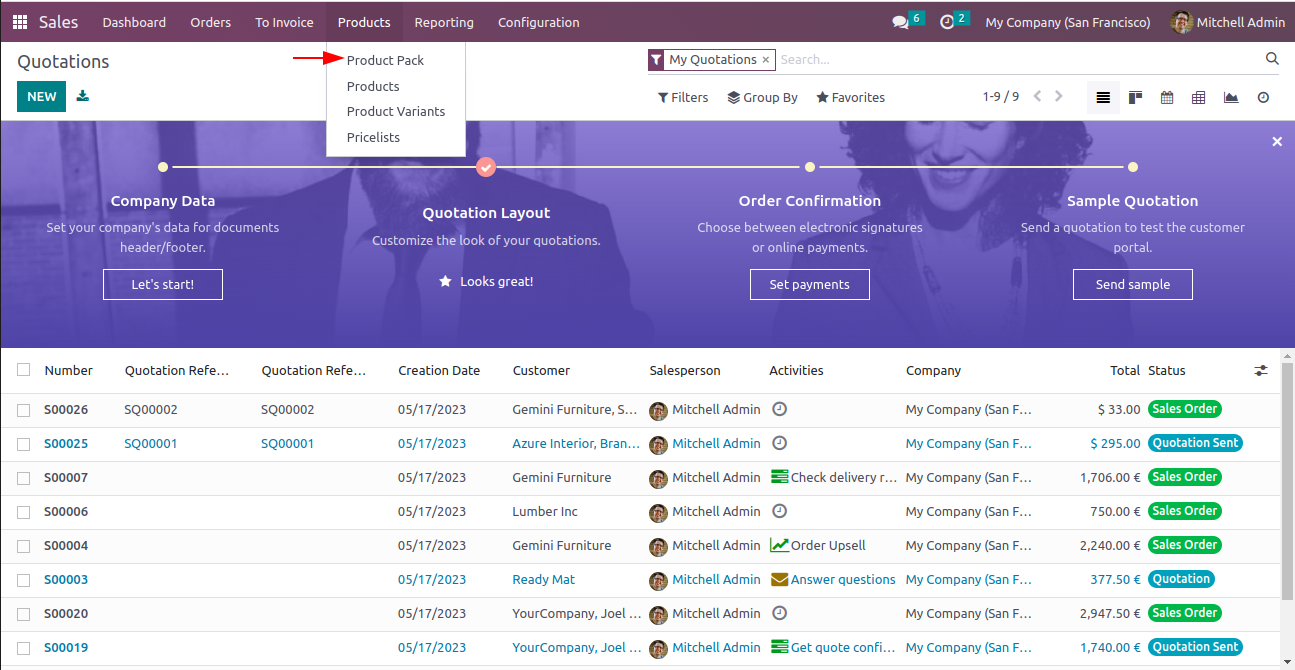 Sales Dashboard Orders To Invoice Products Reporting Configuration 6 2 My Company (San Francisco) Mitchell Admin
Quotations
My Quotations × Search...
NEW
Filters Group By Favorites 1-9 / 9
Product Pack
Products
Product Variants
Pricelists
Company Data
Set your company's data for documents
header/footer.
Let's start!
Quotation Layout
Customize the look of your quotations.
Looks great!
Order Confirmation
Choose between electronic signatures
or online payments.
Set payments
Sample Quotation
Send a quotation to test the customer
portal.
Send sample
Number Quotation Refe... Quotation Refe... Creation Date Customer Salesperson Activities Company Total Status
S00026 SQ00002 SQ00002 05/17/2023 Gemini Furniture, S... Mitchell Admin My Company (San F... $ 33.00 Sales Order
S00025 SQ00001 SQ00001 05/17/2023 Azure Interior, Bran... Mitchell Admin My Company (San F... $ 295.00 Quotation Sent
S00007 05/17/2023 Gemini Furniture Mitchell Admin Check delivery r... My Company (San F... 1,706.00 € Sales Order
S00006 05/17/2023 Lumber Inc Mitchell Admin My Company (San F... 750.00 € Sales Order
S00004 05/17/2023 Gemini Furniture Mitchell Admin Order Upsell My Company (San F... 2,240.00 € Sales Order
S00003 05/17/2023 Ready Mat Mitchell Admin Answer questions My Company (San F... 377.50 € Quotation
S00020 05/17/2023 YourCompany, Joel ... Mitchell Admin My Company (San F... 2,947.50 € Sales Order
S00019 05/17/2023 YourCompany, Joel ... Mitchell Admin Get quote confi... My Company (San F... 1,740.00 € Quotation Sent